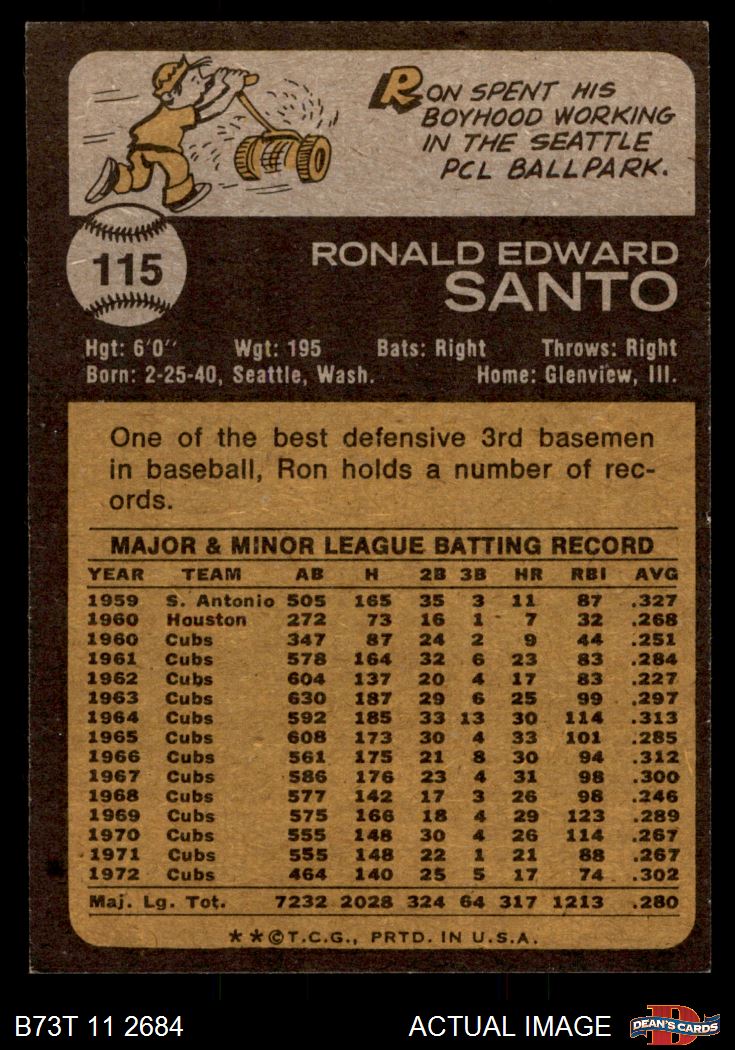 RON SPENT HIS
BOYHOOD WORKING
IN THE SEATTLE
PCL BALLPARK.
115
RONALD EDWARD
SANTO
Hgt: 6'0" Wgt: 195 Bats: Right Throws: Right
Born: 2-25-40, Seattle, Wash. Home: Glenview, Ill.
One of the best defensive 3rd basemen
in baseball, Ron holds a number of rec-
ords.
MAJOR & MINOR LEAGUE BATTING RECORD
YEAR TEAM AB H 2B 3B HR RBI AVG
1959 S. Antonio 505 165 35 3 11 87 .327
1960 Houston 272 73 16 1 7 32 .268
1960 Cubs 347 87 24 2 9 44 .251
1961 Cubs 578 164 32 6 23 83 .284
1962 Cubs 604 137 20 4 17 83 .227
1963 Cubs 630 187 29 6 25 99 .297
1964 Cubs 592 185 33 13 30 114 .313
1965 Cubs 608 173 30 4 33 101 .285
1966 Cubs 561 175 21 8 30 94 .312
1967 Cubs 586 176 23 4 31 98 .300
1968 Cubs 577 142 17 3 26 98 .246
1969 Cubs 575 166 18 4 29 123 .289
1970 Cubs 555 148 30 4 26 114 .267
1971 Cubs 555 148 22 1 21 88 .267
1972 Cubs 464 140 25 5 17 74 .302
Maj. Lg. Tot. 7232 2028 324 64 317 1213 .280
**©T.C.G., PRTD. IN U.S.A.
B73T 11 2684 ACTUAL IMAGE
D
DEAN'S CARDS